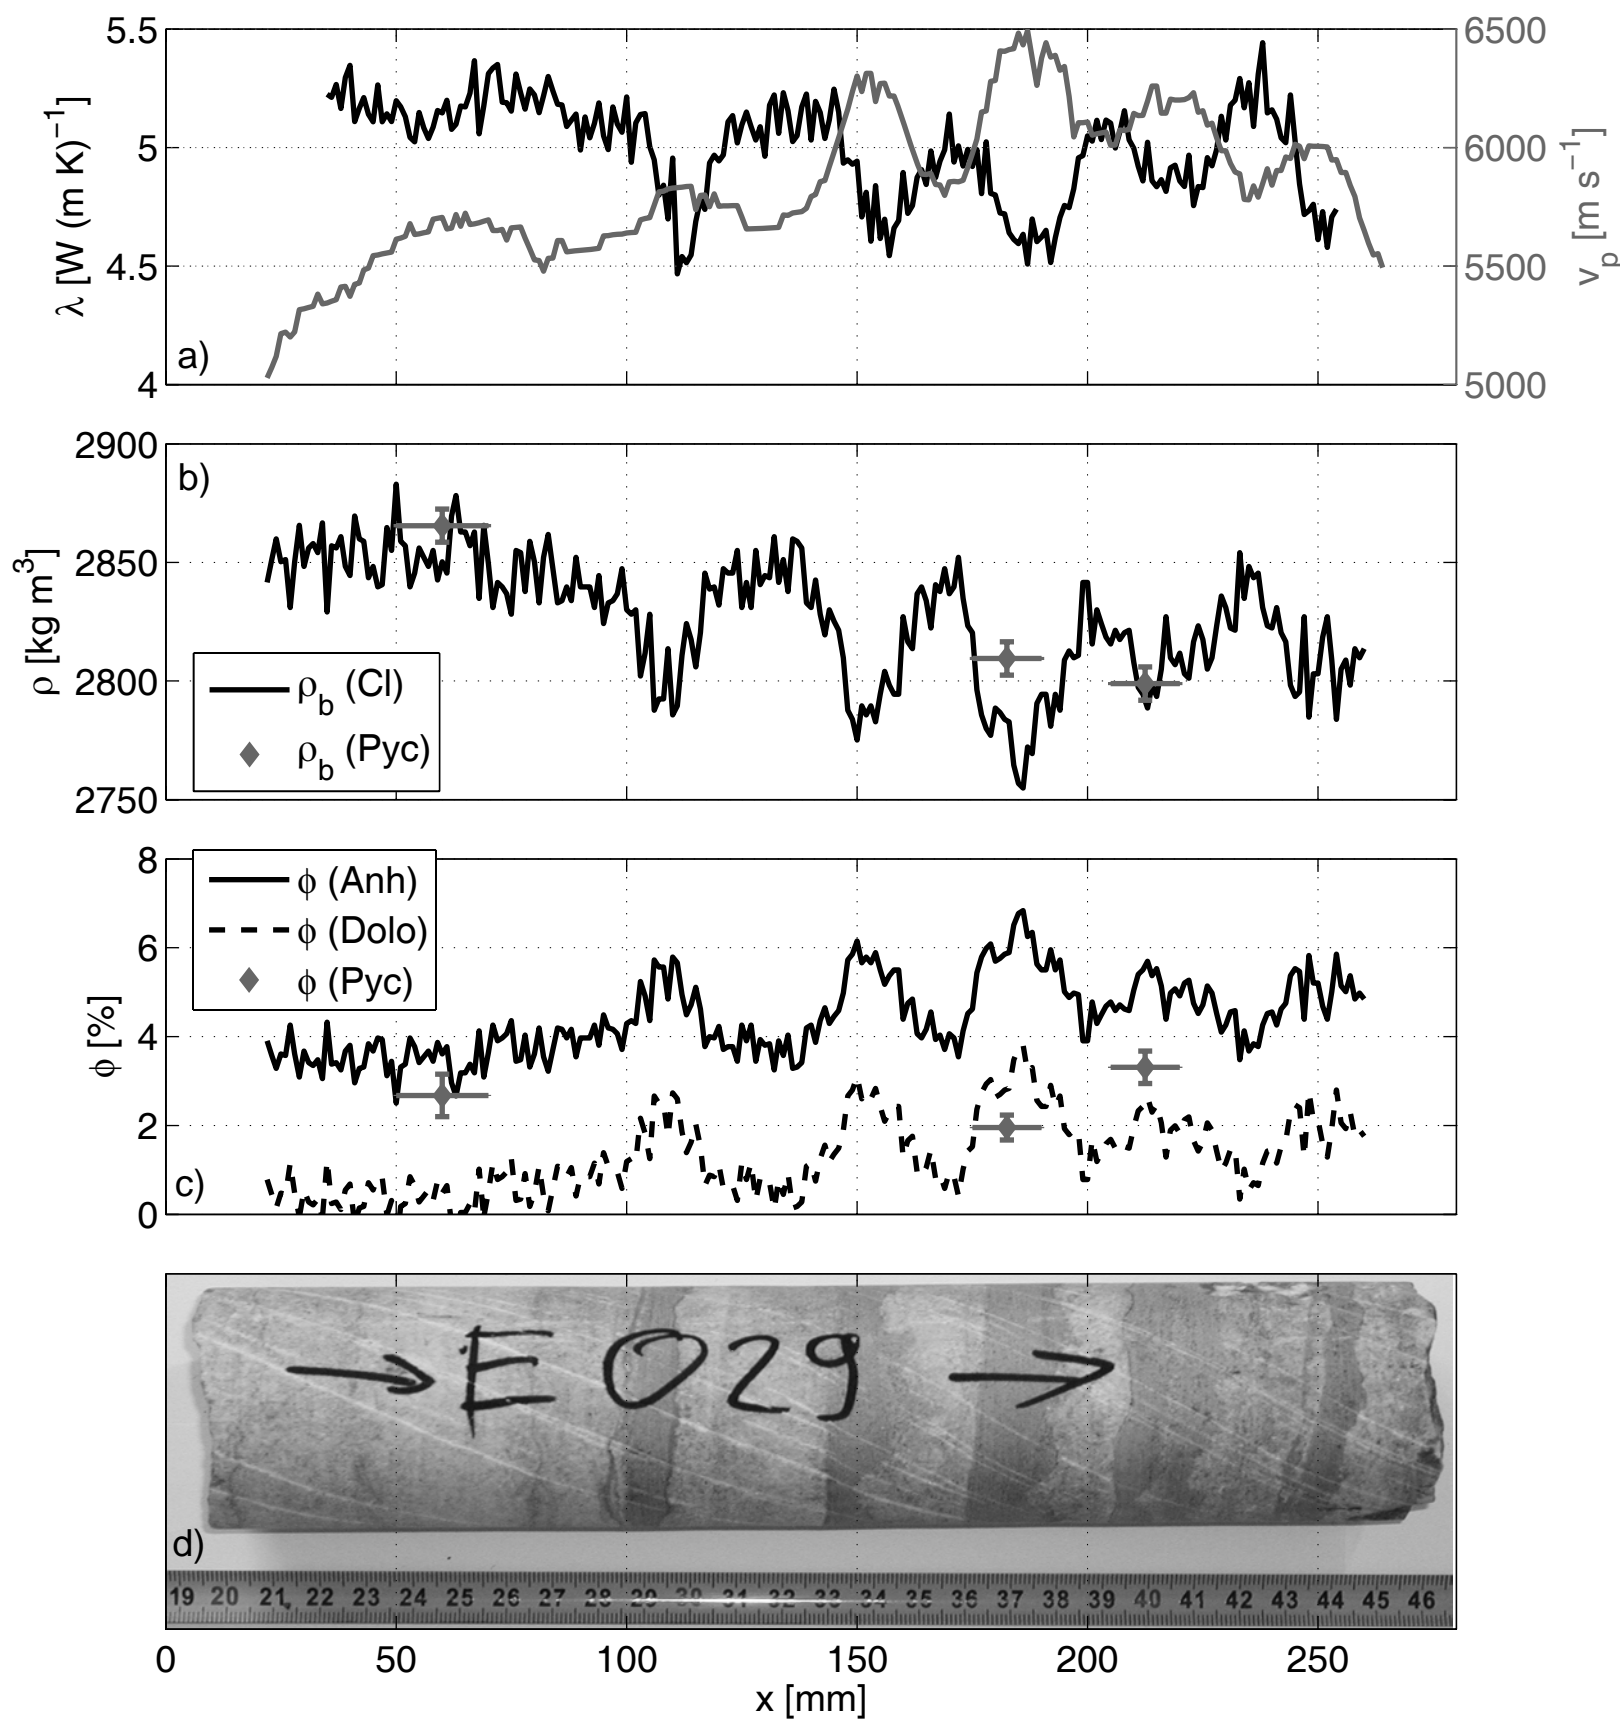 5.5
5
4.5
4
λ [W (m K)⁻¹]
6500
6000
5500
5000
v_p [m s⁻¹]
a)
2900
2850
2800
2750
ρ [kg m³]
b)
ρ_b (Cl)
ρ_b (Pyc)
8
6
4
2
0
ϕ [%]
ϕ (Anh)
ϕ (Dolo)
ϕ (Pyc)
c)
→ E 029 →
d)
19 20 21 22 23 24 25 26 27 28 29 30 31 32 33 34 35 36 37 38 39 40 41 42 43 44 45 46
0 50 100 150 200 250
x [mm]